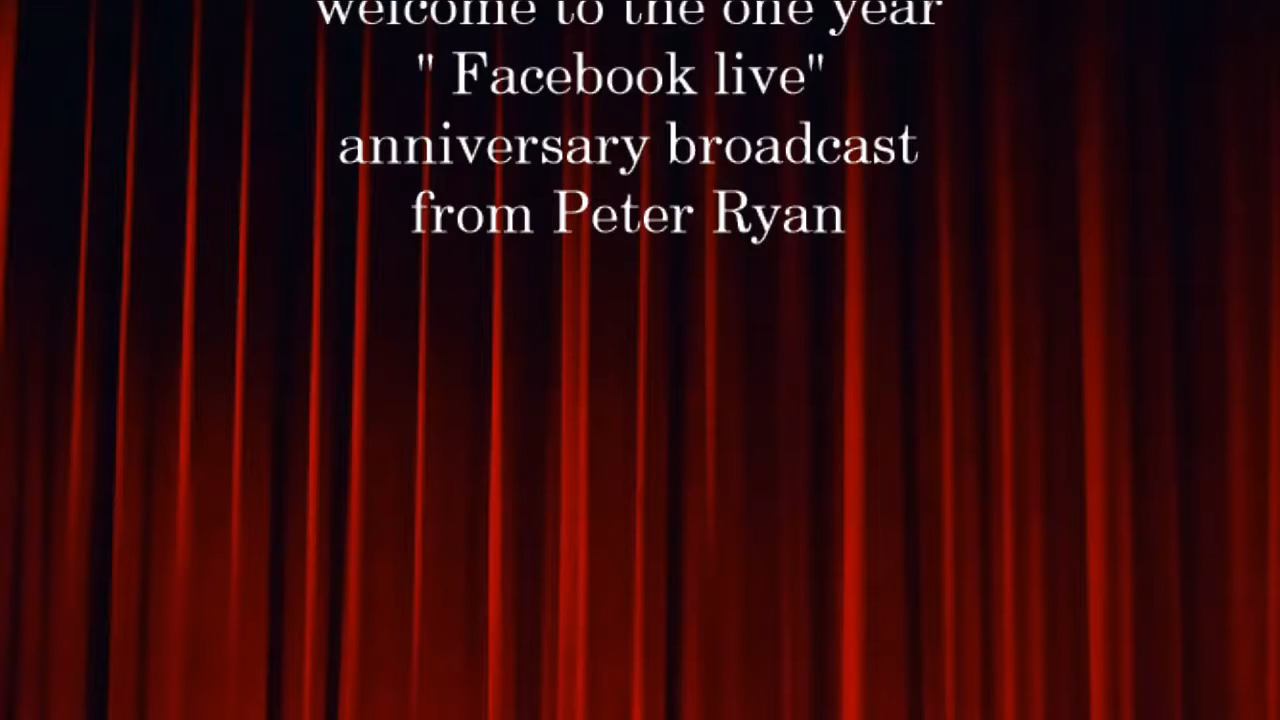 welcome to the one year
" Facebook live"
anniversary broadcast
from Peter Ryan